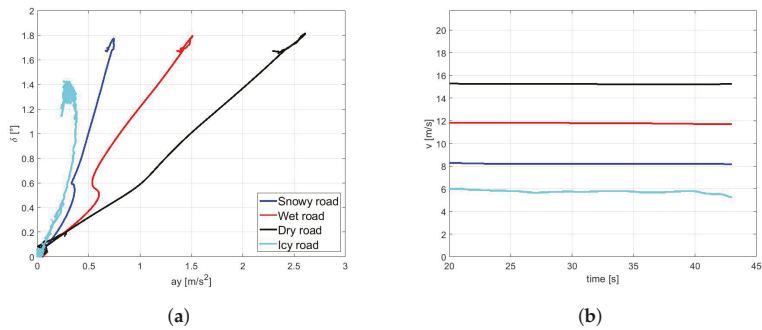 2
1.8
1.6
1.4
1.2
1
0.8
0.6
0.4
0.2
0
δ [°]
0 0.5 1 1.5 2 2.5 3
ay [m/s²]
Snowy road
Wet road
Dry road
Icy road
(a)
20
18
16
14
12
10
8
6
4
2
0
v [m/s]
20 25 30 35 40 45
time [s]
(b)